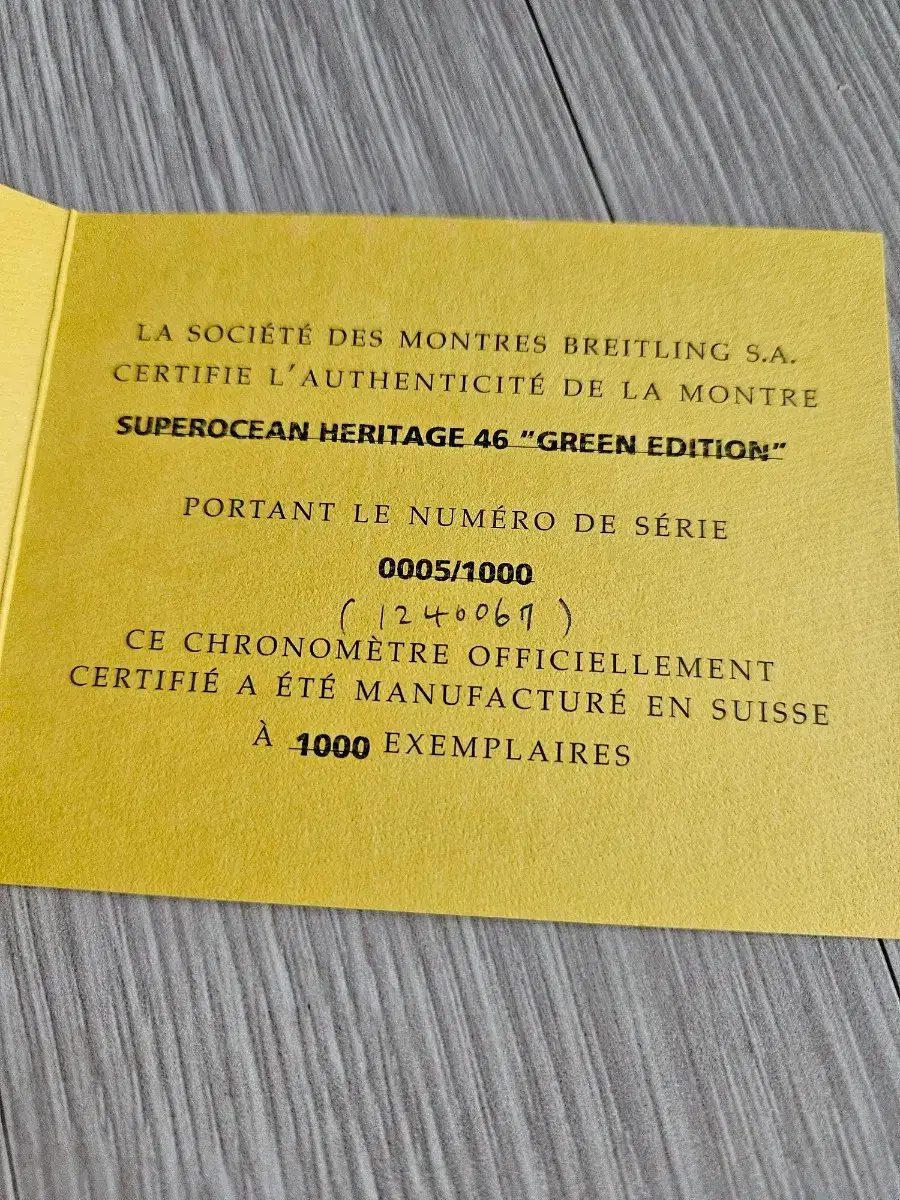 LA SOCIÉTÉ DES MONTRES BREITLING S.A.
CERTIFIE L'AUTHENTICITÉ DE LA MONTRE
SUPEROCEAN HERITAGE 46 "GREEN EDITION"
PORTANT LE NUMÉRO DE SÉRIE
0005/1000
(1240067)
CE CHRONOMÈTRE OFFICIELLEMENT
CERTIFIÉ A ÉTÉ MANUFACTURÉ EN SUISSE
À 1000 EXEMPLAIRES